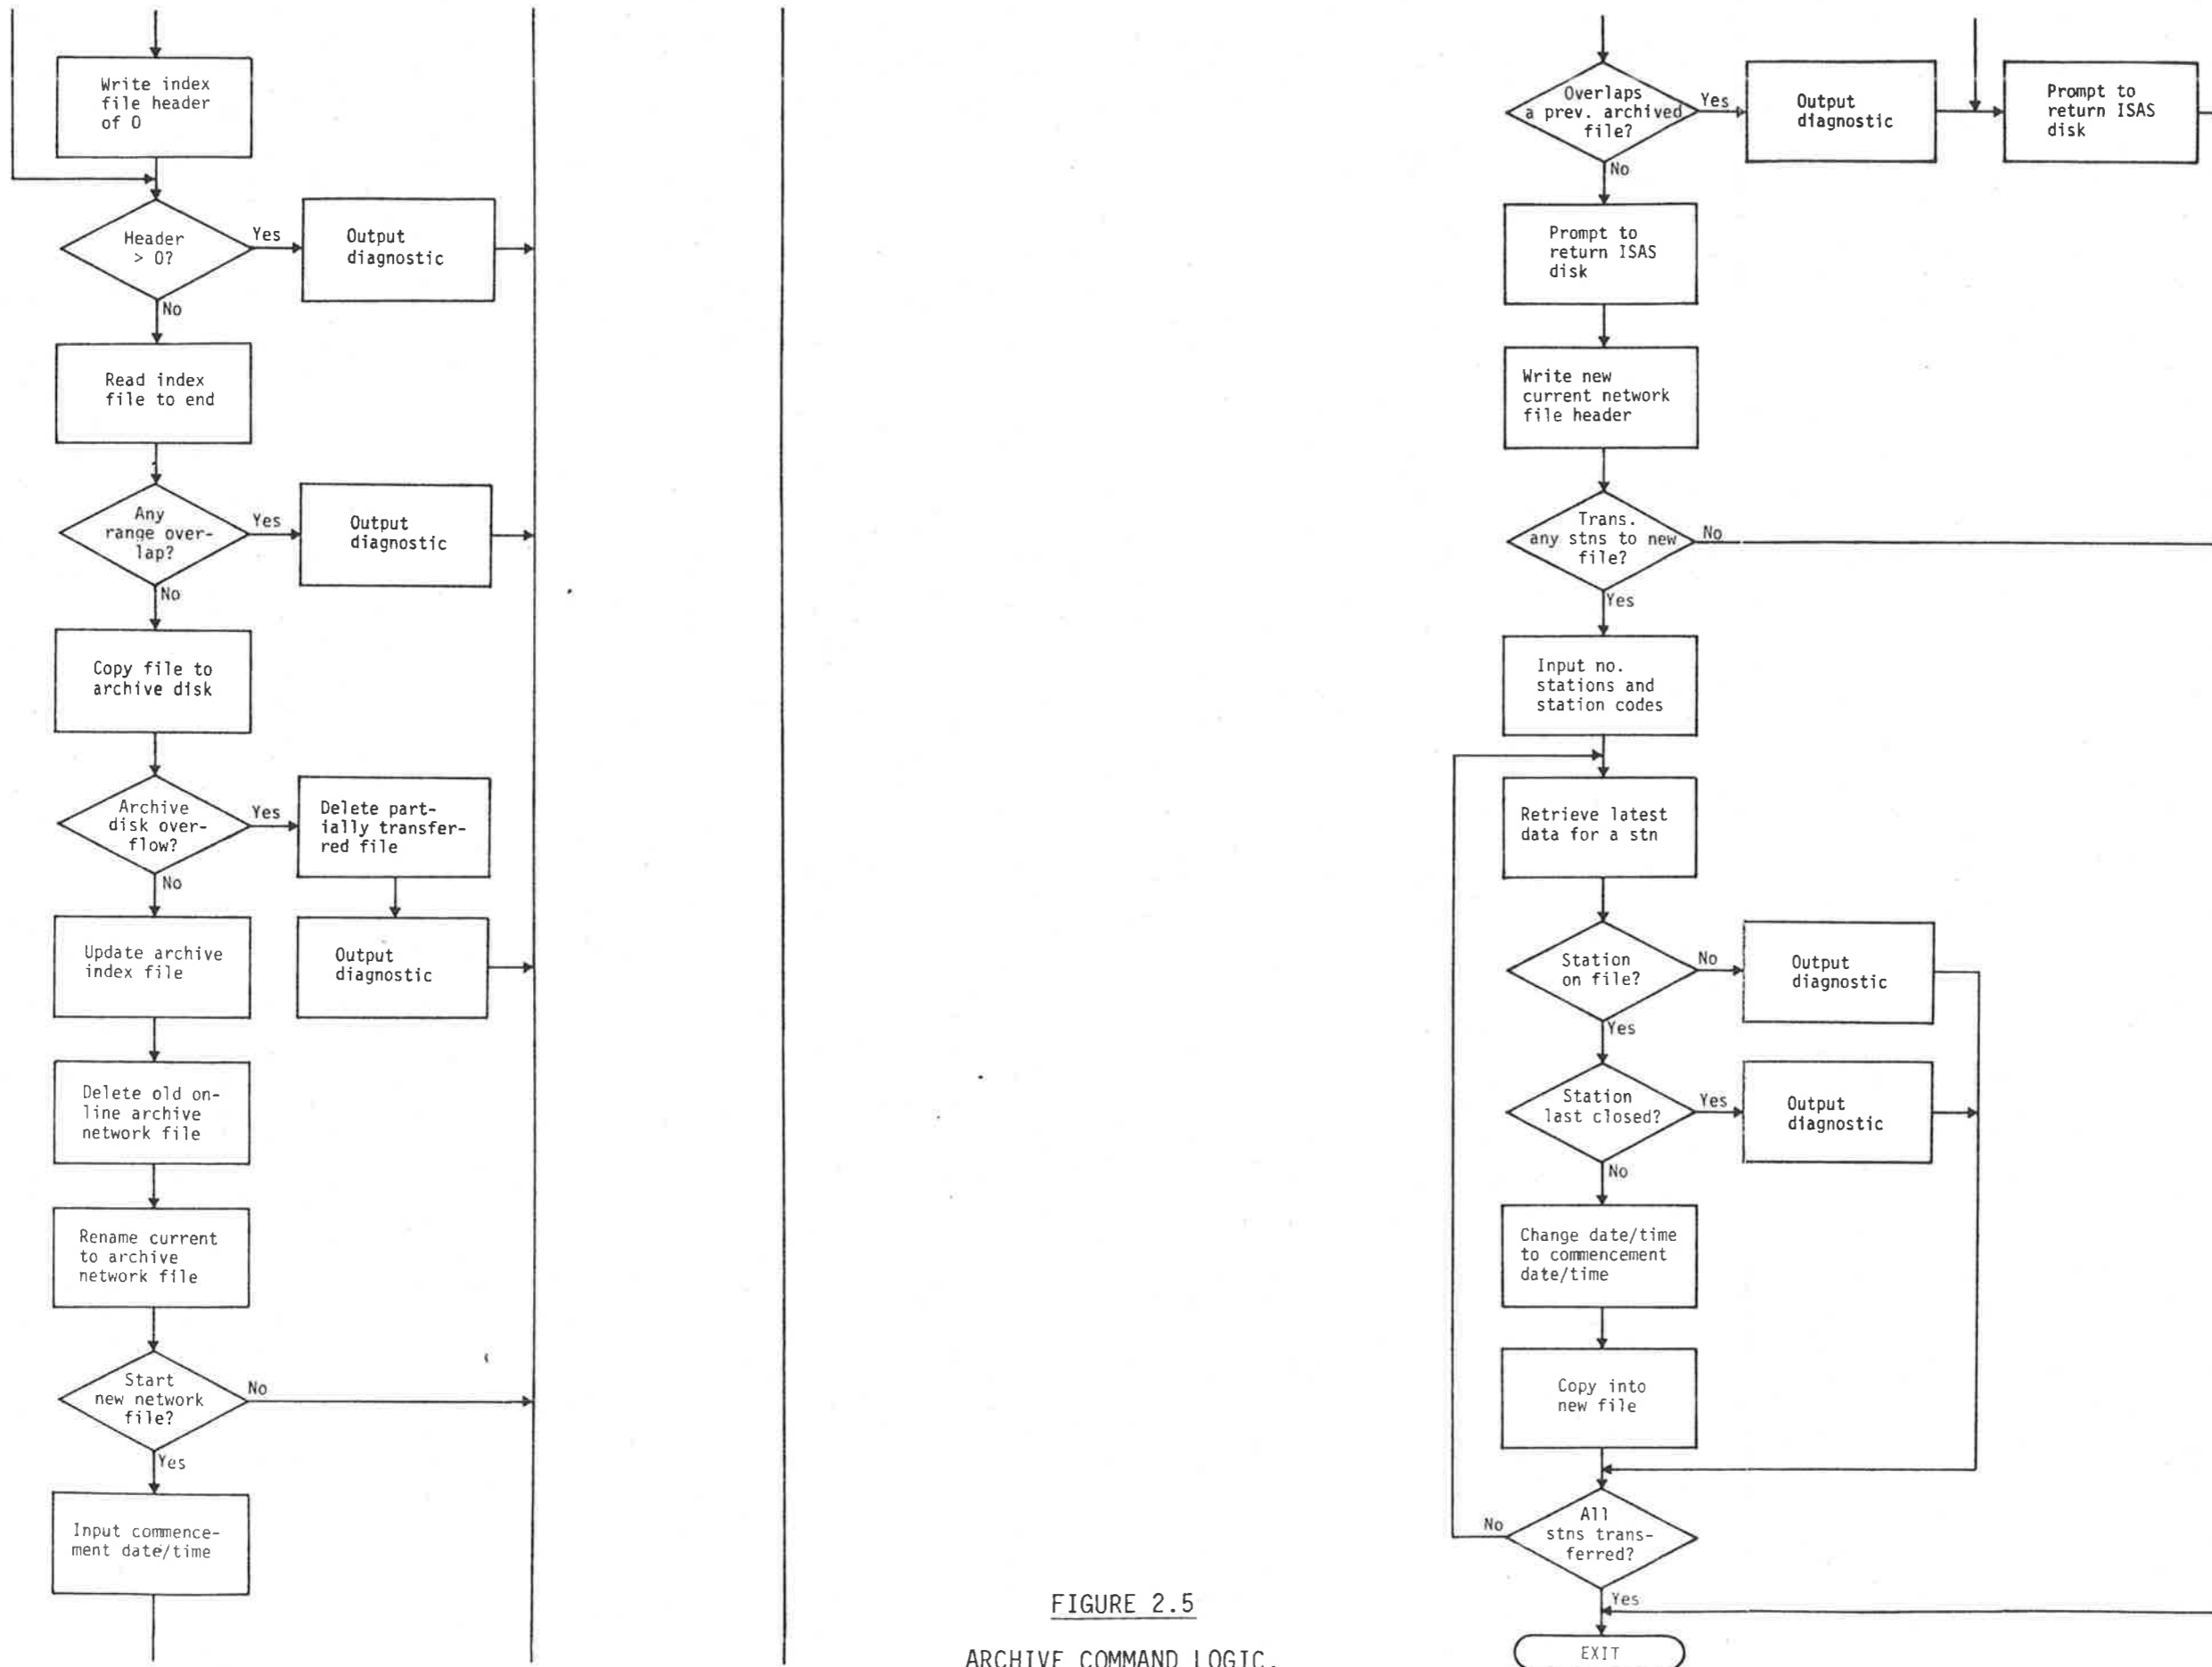 Write index
file header
of 0
Header
> 0?
Yes
Output
diagnostic
No
Read index
file to end
Any
range over-
lap?
Yes
Output
diagnostic
No
Copy file to
archive disk
Archive
disk over-
flow?
Yes
Delete part-
ially transfer-
red file
No
Update archive
index file
Output
diagnostic
Delete old on-
line archive
network file
Rename current
to archive
network file
Start
new network
file?
No
Yes
Input commence-
ment date/time
FIGURE 2.5
ARCHIVE COMMAND LOGIC.
Overlaps
a prev. archived
file?
Yes
Output
diagnostic
Prompt to
return ISAS
disk
No
Prompt to
return ISAS
disk
Write new
current network
file header
Trans.
any stns to new
file?
No
Yes
Input no.
stations and
station codes
Retrieve latest
data for a stn
Station
on file?
No
Output
diagnostic
Yes
Station
last closed?
Yes
Output
diagnostic
No
Change date/time
to commencement
date/time
Copy into
new file
All
stns trans-
ferred?
No
Yes
EXIT